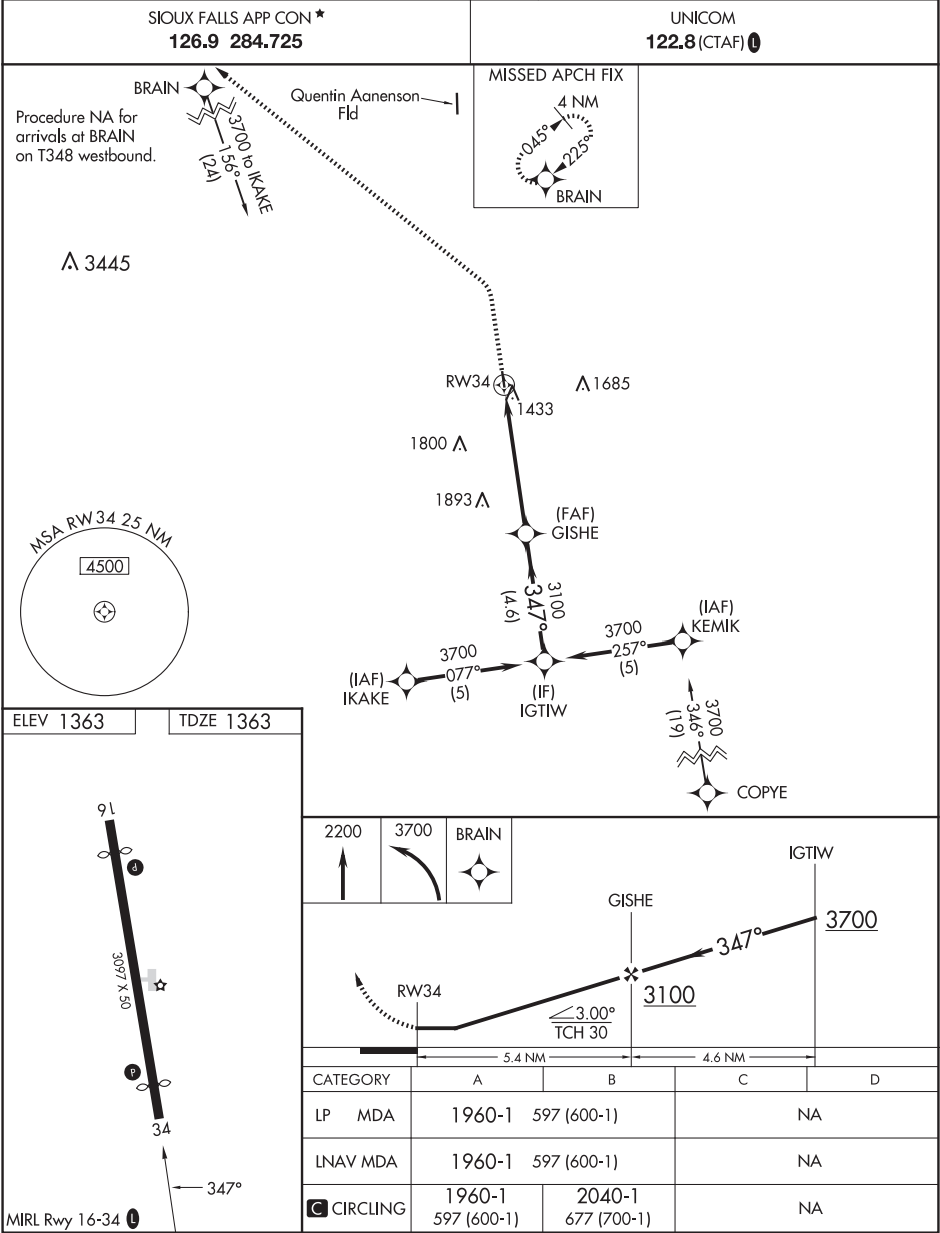 SIOUX FALLS APP CON ★
126.9 284.725
UNICOM
122.8 (CTAF) L
BRAIN
Procedure NA for
arrivals at BRAIN
on T348 westbound.
3700 to IKAKE
156°
(24)
Quentin Aanenson
Fld
MISSED APCH FIX
4 NM
045°
225°
BRAIN
3445
RW34
1685
1433
1800
1893
(FAF)
GISHE
MSA RW34 25 NM
4500
3100
347°
(4.6)
(IAF)
KEMIK
3700
257°
(5)
3700
077°
(5)
(IAF)
IKAKE
(IF)
IGTIW
3700
346°
(19)
COPYE
ELEV 1363
TDZE 1363
16
P
3097 X 50
P
34
347°
MIRL Rwy 16-34 L
2200
3700
BRAIN
IGTIW
GISHE
3700
347°
3100
RW34
3.00°
TCH 30
5.4 NM
4.6 NM
CATEGORY A B C D
LP MDA 1960-1 597 (600-1) NA
LNAV MDA 1960-1 597 (600-1) NA
C CIRCLING 1960-1 2040-1 NA
597 (600-1) 677 (700-1)